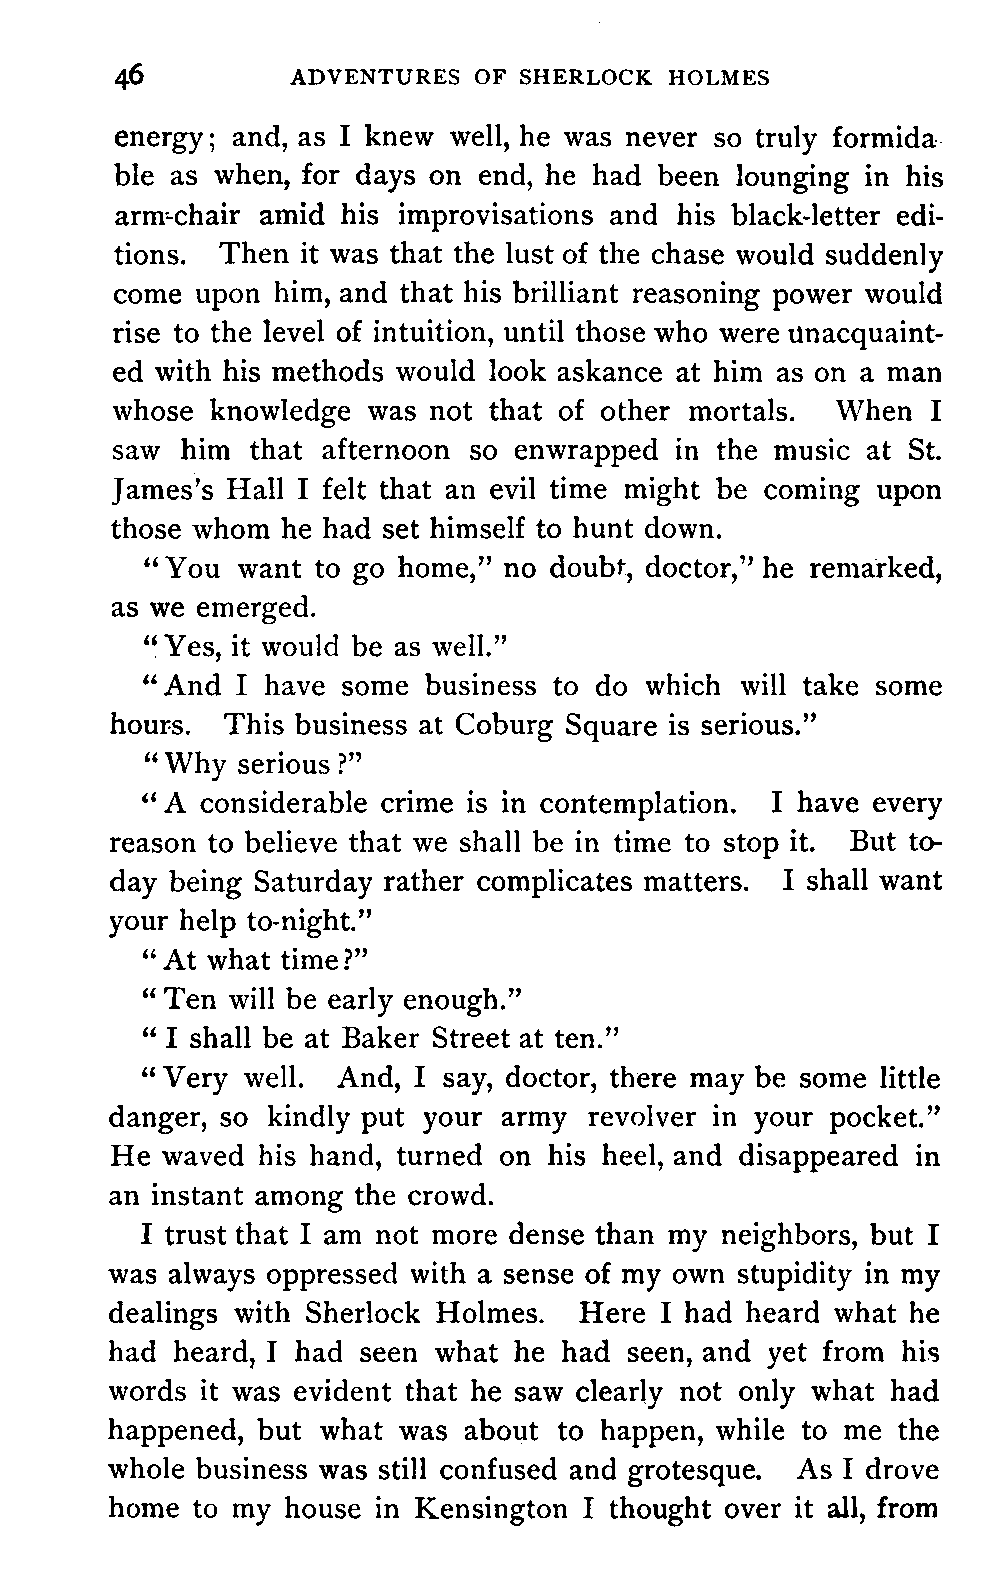 46 ADVENTURES OF SHERLOCK HOLMES
energy; and, as I knew well, he was never so truly formida-
ble as when, for days on end, he had been lounging in his
arm-chair amid his improvisations and his black-letter edi-
tions. Then it was that the lust of the chase would suddenly
come upon him, and that his brilliant reasoning power would
rise to the level of intuition, until those who were unacquaint-
ed with his methods would look askance at him as on a man
whose knowledge was not that of other mortals. When I
saw him that afternoon so enwrapped in the music at St.
James's Hall I felt that an evil time might be coming upon
those whom he had set himself to hunt down.
“You want to go home,” no doubt, doctor,” he remarked,
as we emerged.
“Yes, it would be as well.”
“And I have some business to do which will take some
hours. This business at Coburg Square is serious.”
“Why serious?”
“A considerable crime is in contemplation. I have every
reason to believe that we shall be in time to stop it. But to-
day being Saturday rather complicates matters. I shall want
your help to-night.”
“At what time?”
“Ten will be early enough.”
“I shall be at Baker Street at ten.”
“Very well. And, I say, doctor, there may be some little
danger, so kindly put your army revolver in your pocket.”
He waved his hand, turned on his heel, and disappeared in
an instant among the crowd.
I trust that I am not more dense than my neighbors, but I
was always oppressed with a sense of my own stupidity in my
dealings with Sherlock Holmes. Here I had heard what he
had heard, I had seen what he had seen, and yet from his
words it was evident that he saw clearly not only what had
happened, but what was about to happen, while to me the
whole business was still confused and grotesque. As I drove
home to my house in Kensington I thought over it all, from